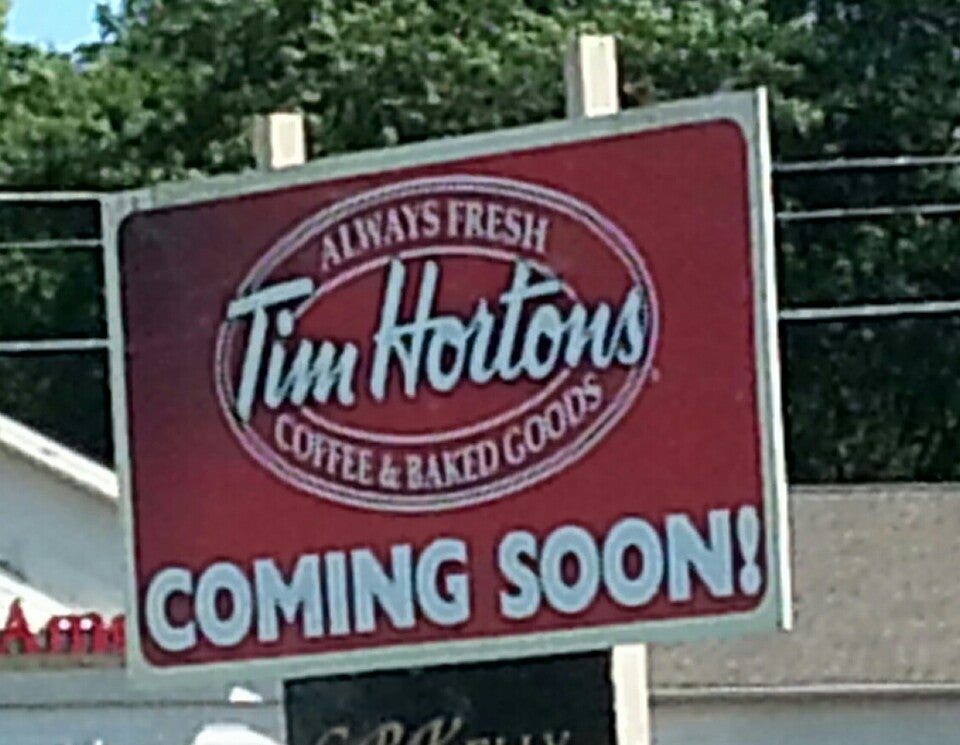 ALWAYS FRESH
Tim Hortons
COFFEE & BAKED GOODS
COMING SOON!